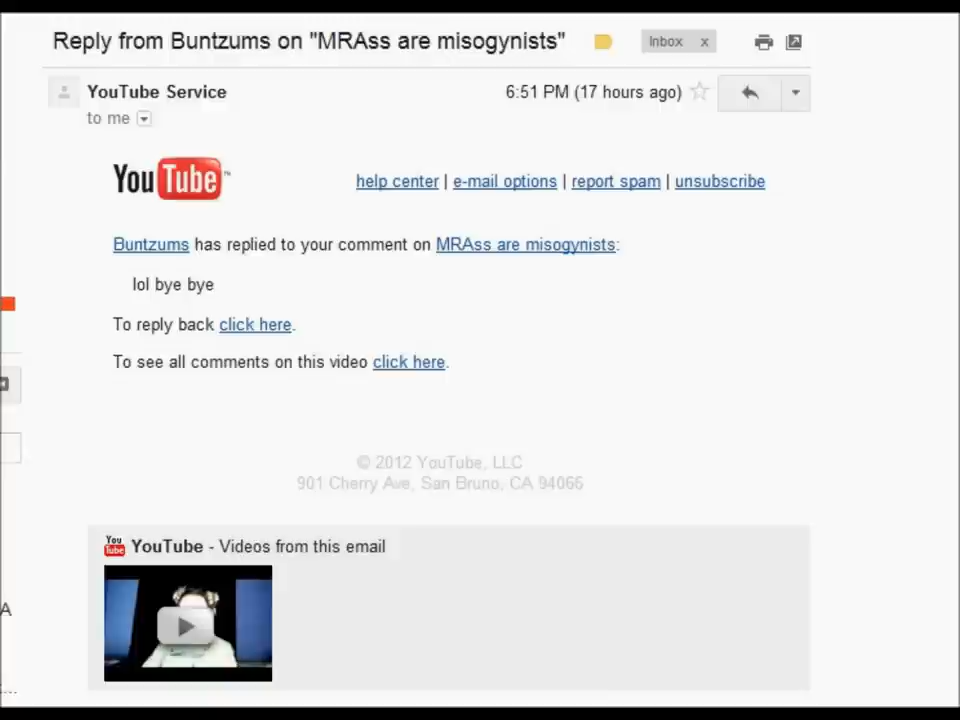 Reply from Buntzums on "MRAss are misogynists"
Inbox x
YouTube Service
6:51 PM (17 hours ago)
to me
YouTube™
help center | e-mail options | report spam | unsubscribe
Buntzums has replied to your comment on MRAss are misogynists:
lol bye bye
To reply back click here.
To see all comments on this video click here.
© 2012 YouTube, LLC
901 Cherry Ave, San Bruno, CA 94066
You Tube YouTube - Videos from this email
A
...